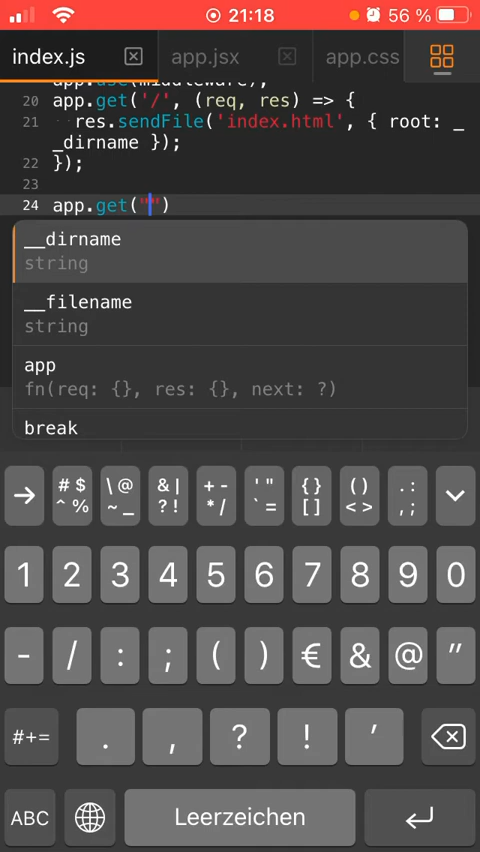 21:18 56 %
index.js app.jsx app.css
app.use(middleware);
20 app.get('/', (req, res) => {
21 ··res.sendFile('index.html', { root: _
_dirname });
22 });
23
24 app.get("")
__dirname
string
__filename
string
app
fn(req: {}, res: {}, next: ?)
break
→ # $ ^ % \ @ ~ _ & | ? ! + - * / ' " ` = { } [ ] ( ) < > . : , ;
1 2 3 4 5 6 7 8 9 0
- / : ; ( ) € & @ "
#+= . , ? ! ’
ABC Leerzeichen